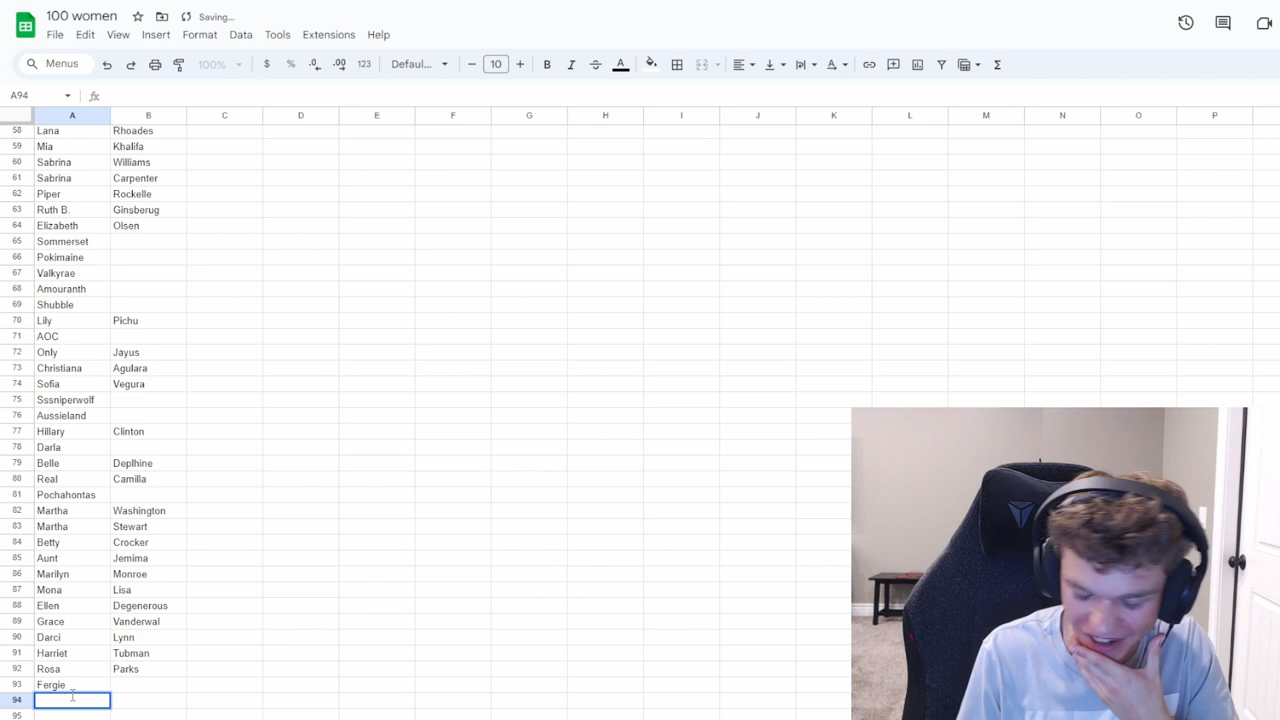 100 women Saving...
File Edit View Insert Format Data Tools Extensions Help
Menus 100% $ % .0 .00 123 Defaul... 10 B I S A Σ
A94 fx
A B C D E F G H I J K L M N O P
58 Lana Rhoades
59 Mia Khalifa
60 Sabrina Williams
61 Sabrina Carpenter
62 Piper Rockelle
63 Ruth B. Ginsberug
64 Elizabeth Olsen
65 Sommerset
66 Pokimaine
67 Valkyrae
68 Amouranth
69 Shubble
70 Lily Pichu
71 AOC
72 Only Jayus
73 Christiana Agulara
74 Sofia Vegura
75 Sssniperwolf
76 Aussieland
77 Hillary Clinton
78 Darla
79 Belle Deplhine
80 Real Camilla
81 Pochahontas
82 Martha Washington
83 Martha Stewart
84 Betty Crocker
85 Aunt Jemima
86 Marilyn Monroe
87 Mona Lisa
88 Ellen Degenerous
89 Grace Vanderwal
90 Darci Lynn
91 Harriet Tubman
92 Rosa Parks
93 Fergie
94
95